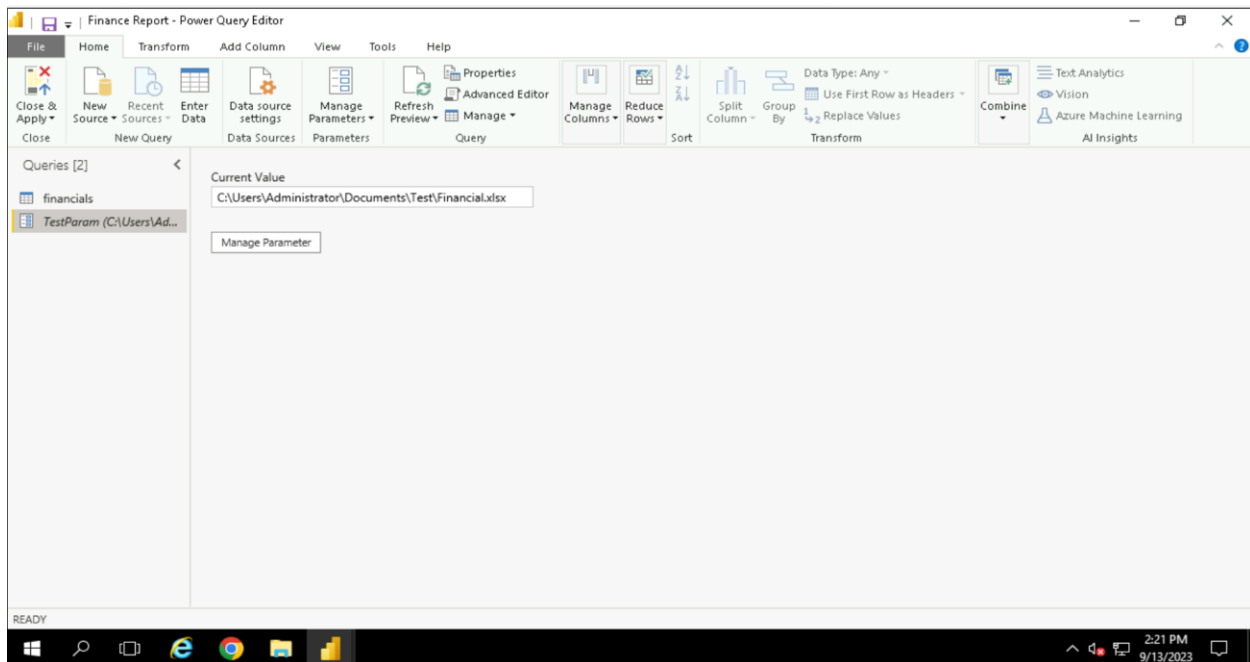 Finance Report - Power Query Editor
File Home Transform Add Column View Tools Help
Close & Apply
New Source
Recent Sources
Enter Data
Data source settings
Manage Parameters
Refresh Preview
Properties
Advanced Editor
Manage
Manage Columns
Reduce Rows
Split Column
Group By
Data Type: Any
Use First Row as Headers
Replace Values
Combine
Text Analytics
Vision
Azure Machine Learning
Close New Query Data Sources Parameters Query Sort Transform AI Insights
Queries [2]
financials
TestParam (C:\Users\Ad...
Current Value
C:\Users\Administrator\Documents\Test\Financial.xlsx
Manage Parameter
READY
2:21 PM
9/13/2023